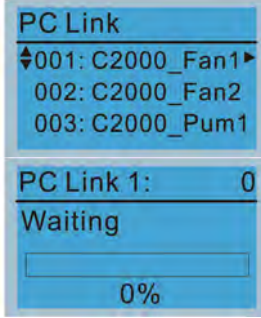 PC Link
001: C2000_Fan1
002: C2000_Fan2
003: C2000_Pum1
PC Link 1: 0
Waiting
0%